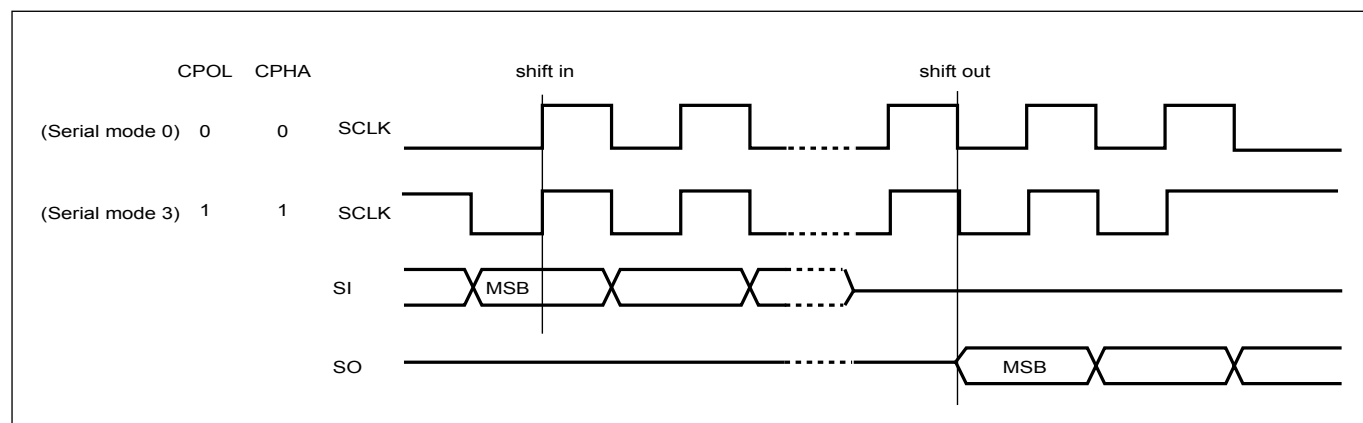 CPOL CPHA shift in shift out
(Serial mode 0) 0 0 SCLK
(Serial mode 3) 1 1 SCLK
SI MSB
SO MSB